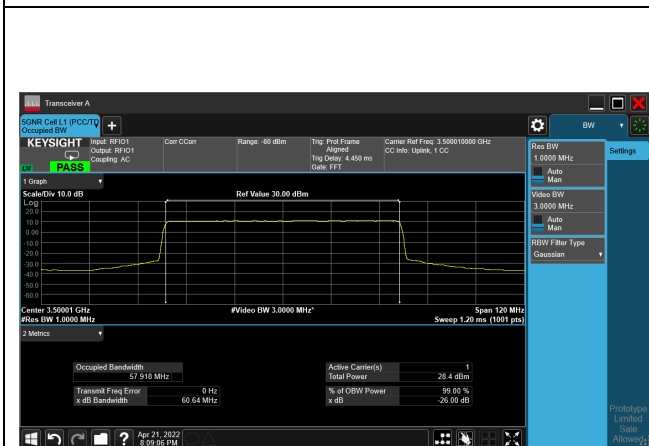 Transceiver A
5GNR Cell L1 (PCC/TD
Occupied BW
BW
KEYSIGHT
PASS
Input: RFIO1
Output: RFIO1
Coupling: AC
Corr CCorr
Range: -60 dBm
Trig: Prot Frame
Aligned
Trig Delay: 4.450 ms
Gate: FFT
Carrier Ref Freq: 3.500010000 GHz
CC Info: Uplink, 1 CC
Res BW
1.0000 MHz
Auto
Man
Video BW
3.0000 MHz
Auto
Man
RBW Filter Type
Gaussian
Settings
1 Graph
Scale/Div 10.0 dB
Ref Value 30.00 dBm
Log
20.0
10.0
0.00
-10.0
-20.0
-30.0
-40.0
-50.0
-60.0
Center 3.50001 GHz
#Video BW 3.0000 MHz*
Span 120 MHz
#Res BW 1.0000 MHz
Sweep 1.20 ms (1001 pts)
2 Metrics
Occupied Bandwidth
57.918 MHz
Active Carrier(s) 1
Total Power 28.4 dBm
Transmit Freq Error 0 Hz
x dB Bandwidth 60.64 MHz
% of OBW Power 99.00 %
x dB -26.00 dB
Apr 21, 2022
8:09:06 PM
Prototype
Limited
Sale
Allowed